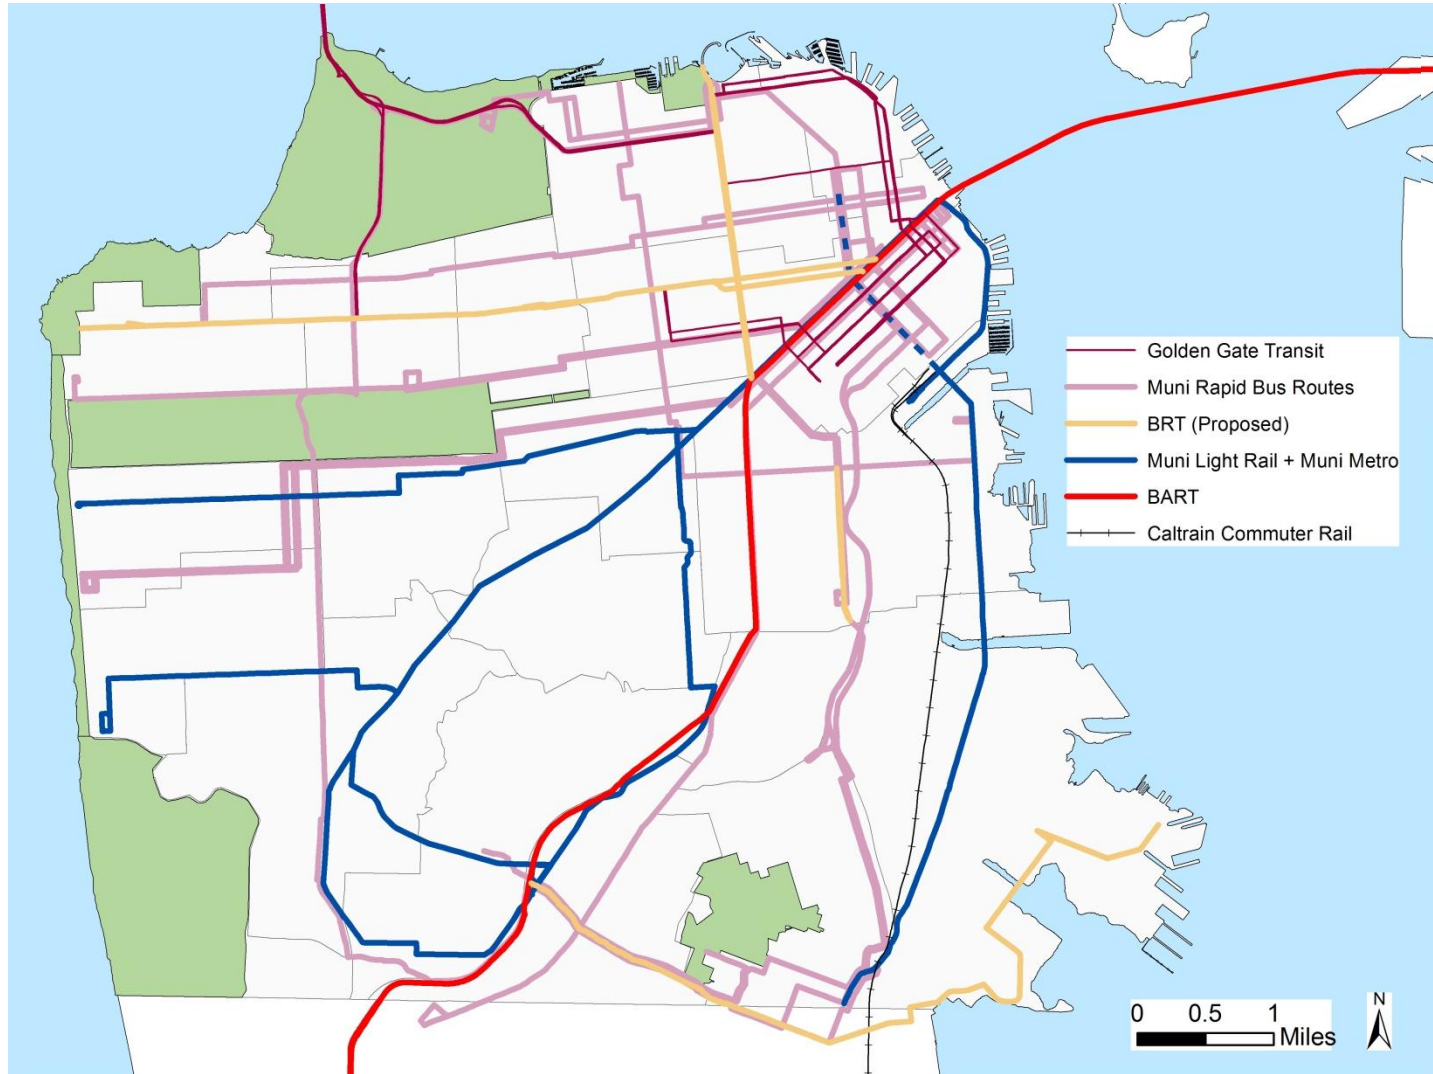 Golden Gate Transit
Muni Rapid Bus Routes
BRT (Proposed)
Muni Light Rail + Muni Metro
BART
Caltrain Commuter Rail
0 0.5 1
Miles
N